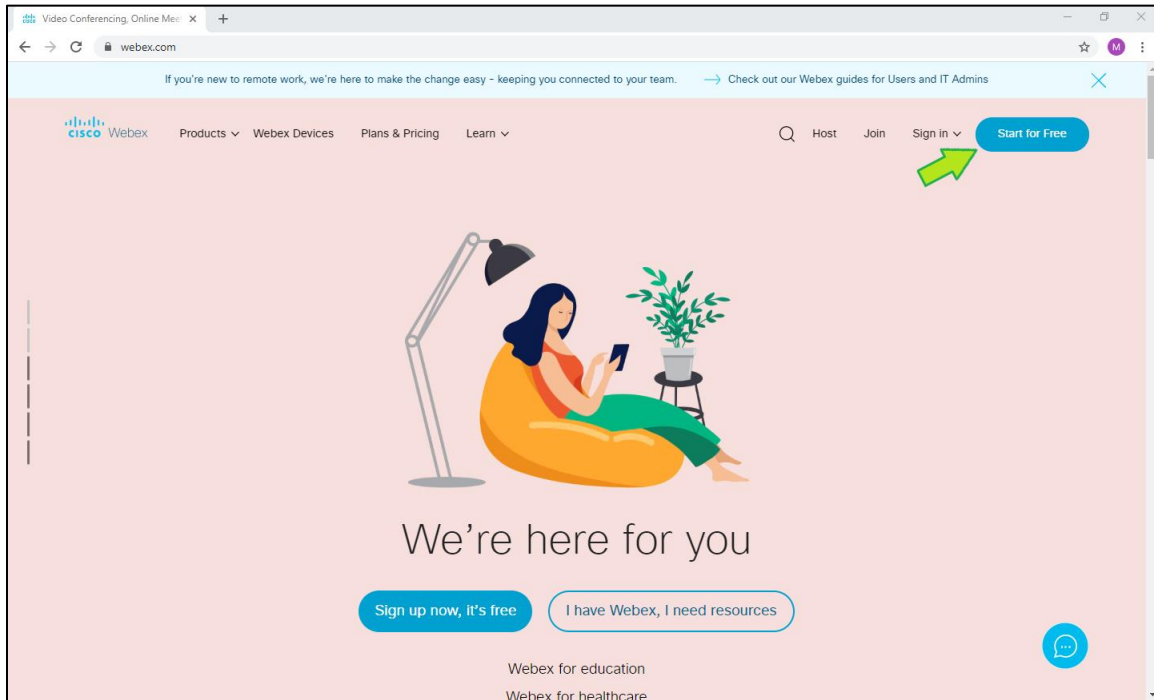 Video Conferencing, Online Mee
webex.com
M
If you're new to remote work, we're here to make the change easy - keeping you connected to your team. Check out our Webex guides for Users and IT Admins
CISCO Webex Products Webex Devices Plans & Pricing Learn Host Join Sign in Start for Free
We're here for you
Sign up now, it's free I have Webex, I need resources
Webex for education
Webex for healthcare